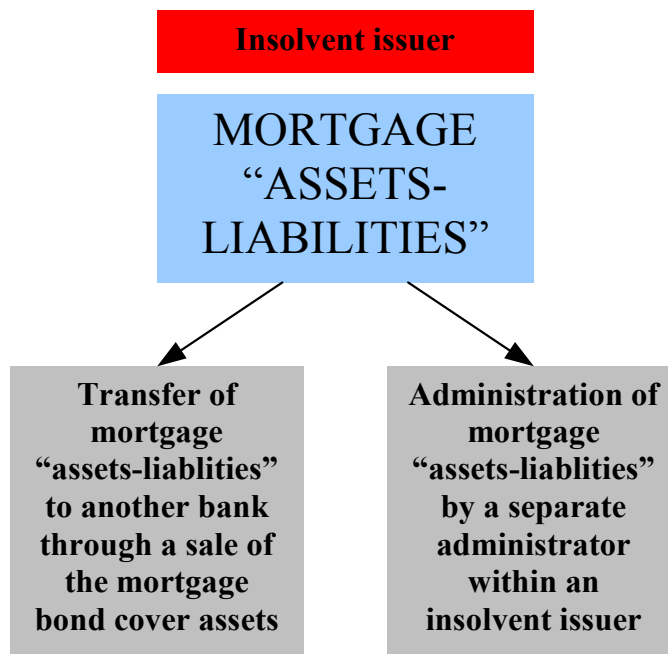 Insolvent issuer
MORTGAGE
“ASSETS-
LIABILITIES”
Transfer of
mortgage
“assets-liablities”
to another bank
through a sale of
the mortgage
bond cover assets
Administration of
mortgage
“assets-liablities”
by a separate
administrator
within an
insolvent issuer